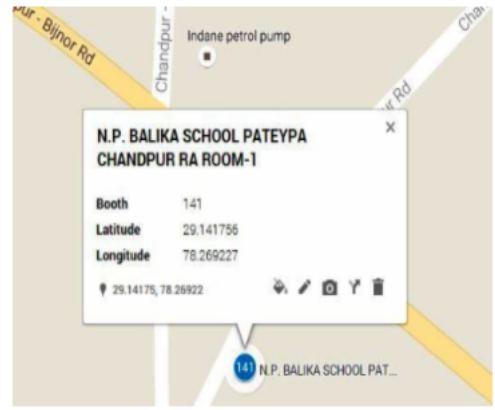 Chandpur - Bijnor Rd
Indane petrol pump
N.P. BALIKA SCHOOL PATEYPA
CHANDPUR RA ROOM-1
Booth 141
Latitude 29.141756
Longitude 78.269227
29.14175, 78.26922
141 N.P. BALIKA SCHOOL PAT...